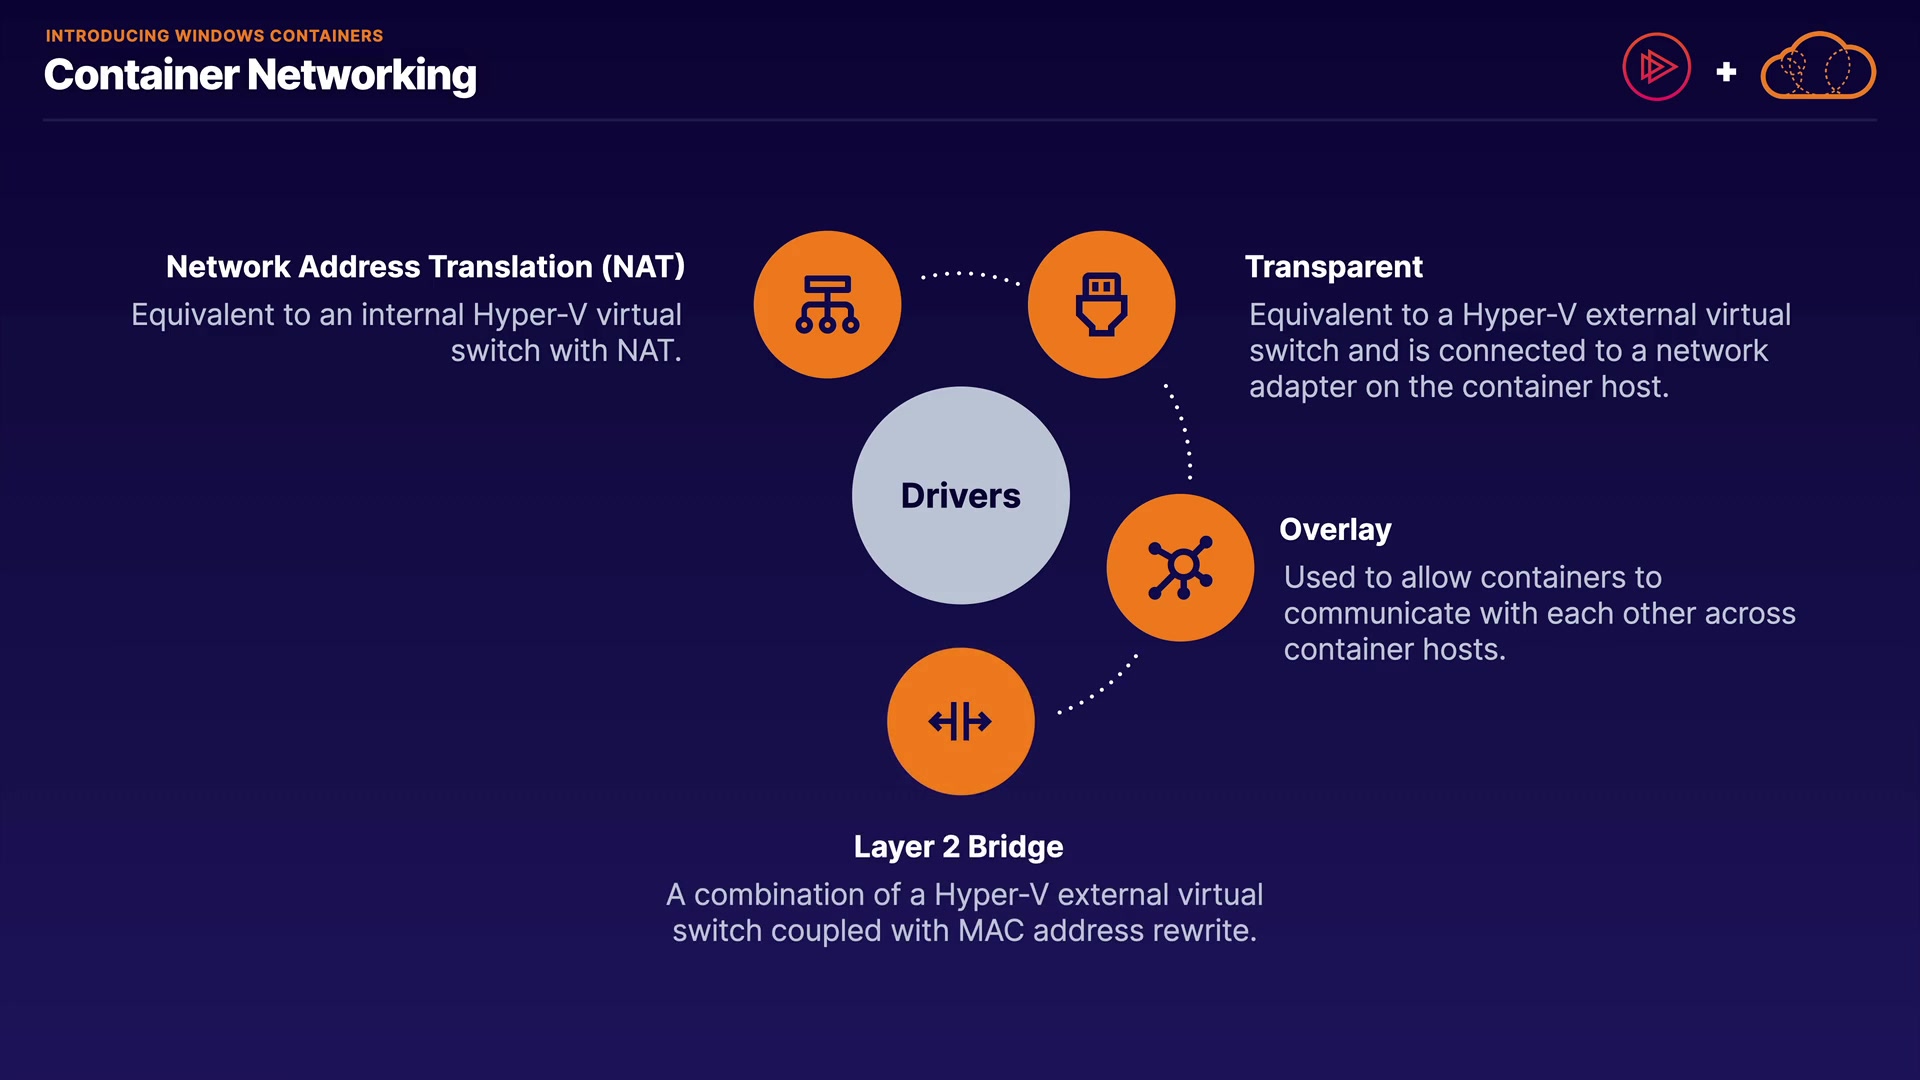 INTRODUCING WINDOWS CONTAINERS
Container Networking
Network Address Translation (NAT)
Equivalent to an internal Hyper-V virtual
switch with NAT.
Transparent
Equivalent to a Hyper-V external virtual
switch and is connected to a network
adapter on the container host.
Drivers
Overlay
Used to allow containers to
communicate with each other across
container hosts.
Layer 2 Bridge
A combination of a Hyper-V external virtual
switch coupled with MAC address rewrite.